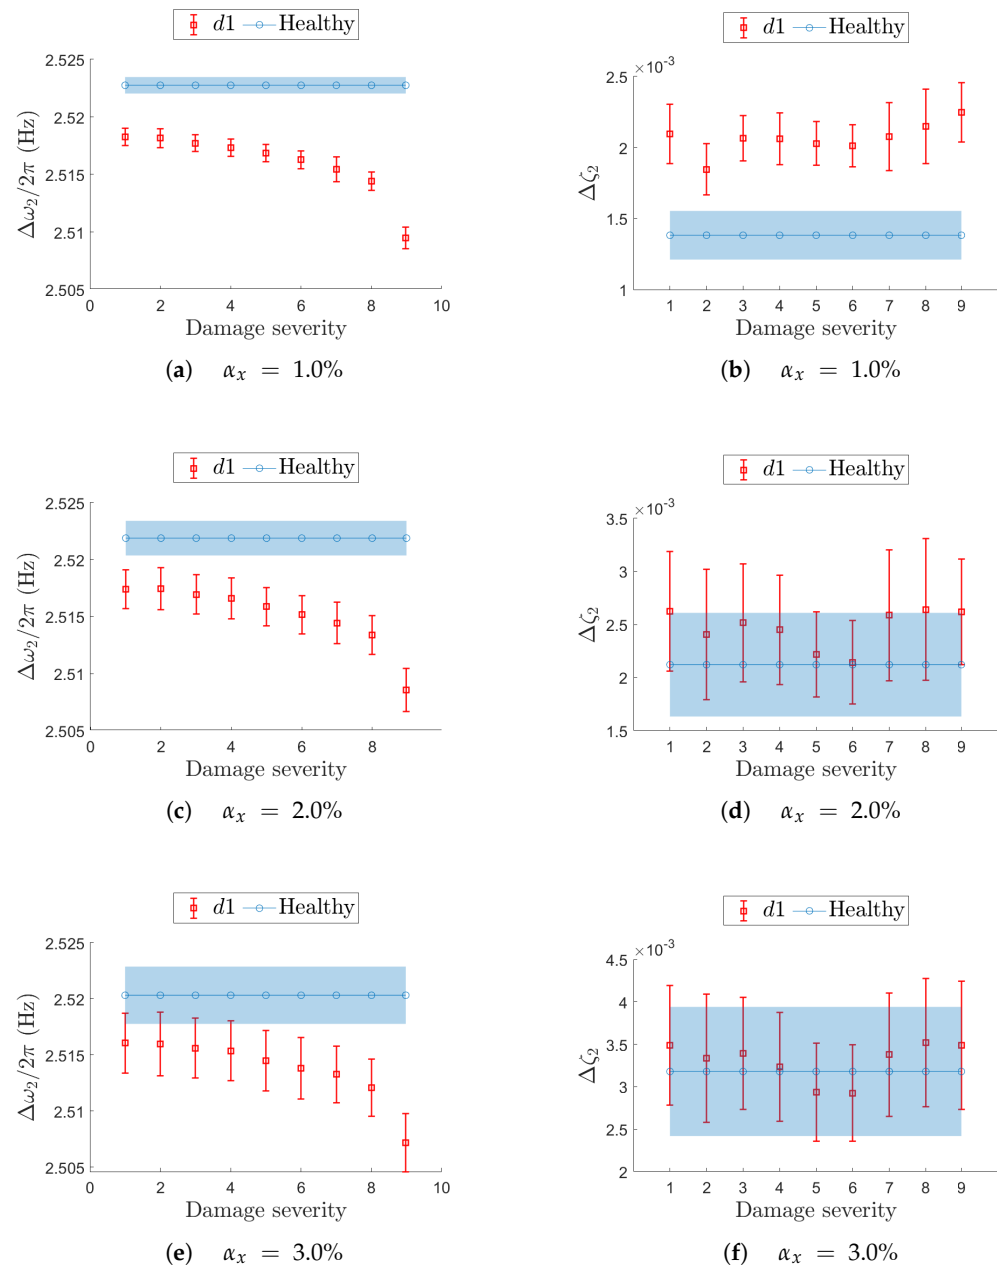 d1 Healthy
2.525
2.52
2.515
2.51
2.505
0 2 4 6 8 10
Δω₂/2π (Hz)
Damage severity
(a) αₓ = 1.0%
d1 Healthy
×10⁻³
2.5
2
1.5
1
1 2 3 4 5 6 7 8 9
Δζ₂
Damage severity
(b) αₓ = 1.0%
d1 Healthy
2.525
2.52
2.515
2.51
2.505
0 2 4 6 8
Δω₂/2π (Hz)
Damage severity
(c) αₓ = 2.0%
d1 Healthy
×10⁻³
3.5
3
2.5
2
1.5
1 2 3 4 5 6 7 8 9
Δζ₂
Damage severity
(d) αₓ = 2.0%
d1 Healthy
2.525
2.52
2.515
2.51
2.505
0 2 4 6 8 10
Δω₂/2π (Hz)
Damage severity
(e) αₓ = 3.0%
d1 Healthy
×10⁻³
4.5
4
3.5
3
2.5
2
1 2 3 4 5 6 7 8 9
Δζ₂
Damage severity
(f) αₓ = 3.0%